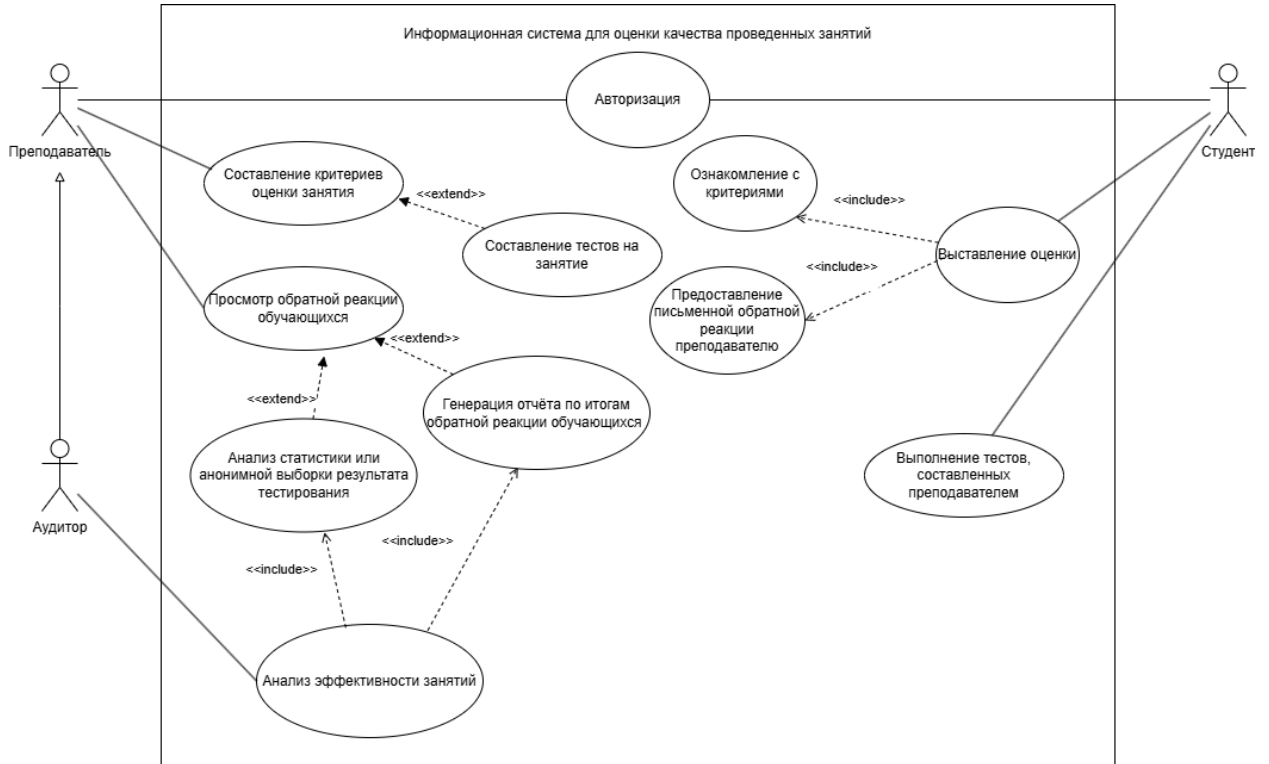 Информационная система для оценки качества проведенных занятий
Авторизация
Преподаватель
Студент
Составление критериев
оценки занятия
<<extend>>
Составление тестов на
занятие
Ознакомление с
критериями
<<include>>
Выставление оценки
<<include>>
Предоставление
письменной обратной
реакции
преподавателю
Просмотр обратной реакции
обучающихся
<<extend>>
<<extend>>
Генерация отчёта по итогам
обратной реакции обучающихся
Анализ статистики или
анонимной выборки результата
тестирования
Выполнение тестов,
составленных
преподавателем
Аудитор
<<include>>
<<include>>
Анализ эффективности занятий